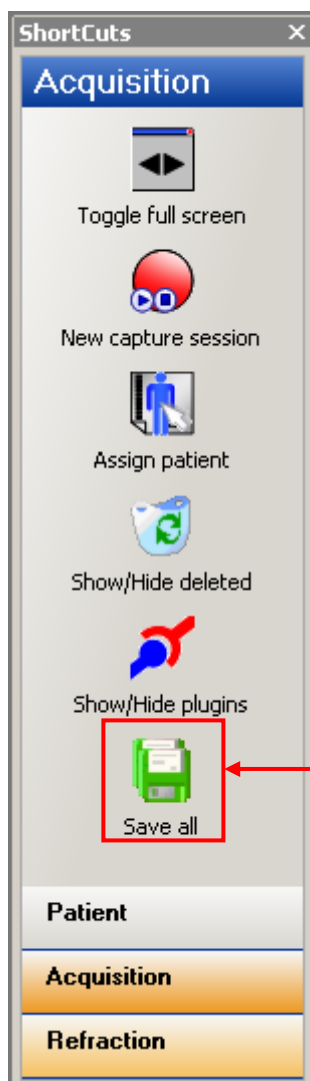 ShortCuts
Acquisition
Toggle full screen
New capture session
Assign patient
Show/Hide deleted
Show/Hide plugins
Save all
Patient
Acquisition
Refraction